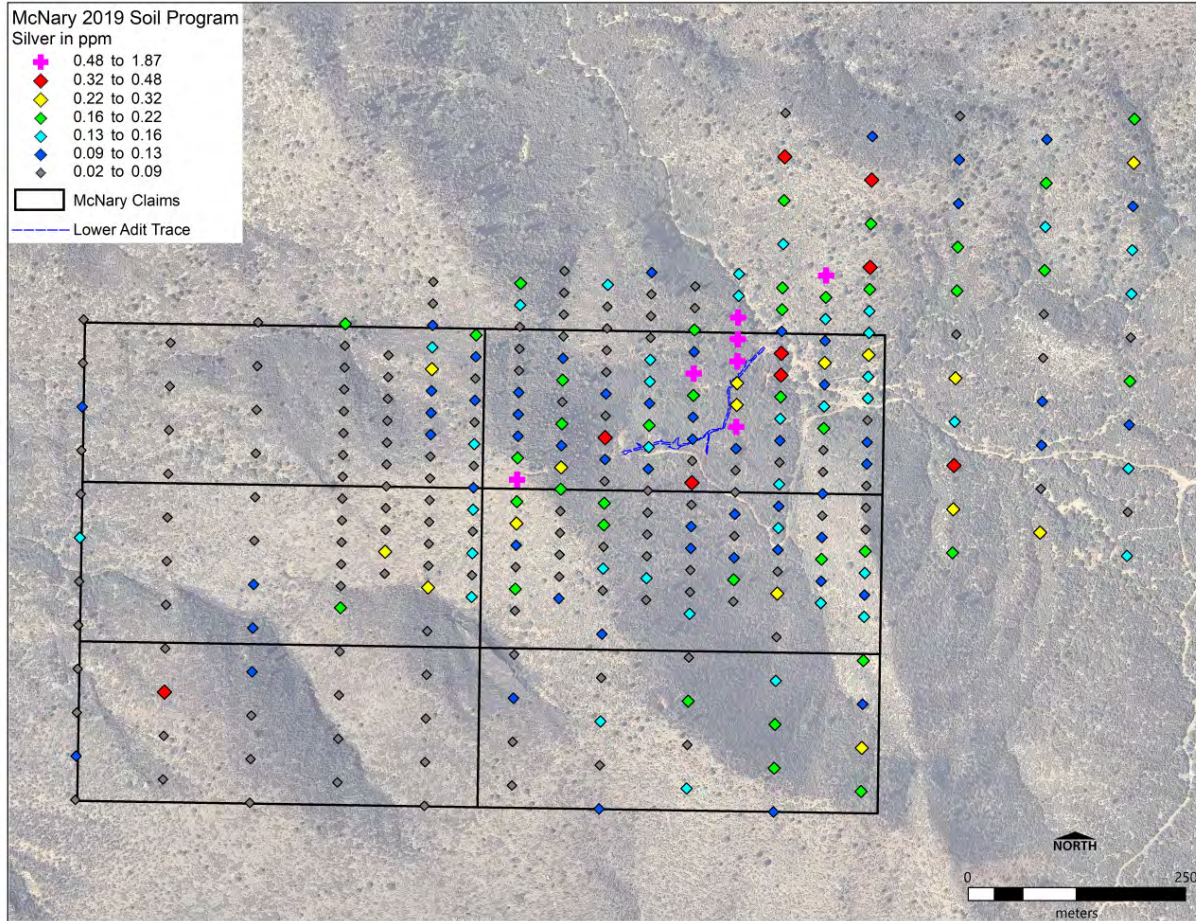 McNary 2019 Soil Program
Silver in ppm
0.48 to 1.87
0.32 to 0.48
0.22 to 0.32
0.16 to 0.22
0.13 to 0.16
0.09 to 0.13
0.02 to 0.09
McNary Claims
Lower Adit Trace
NORTH
0 250
meters